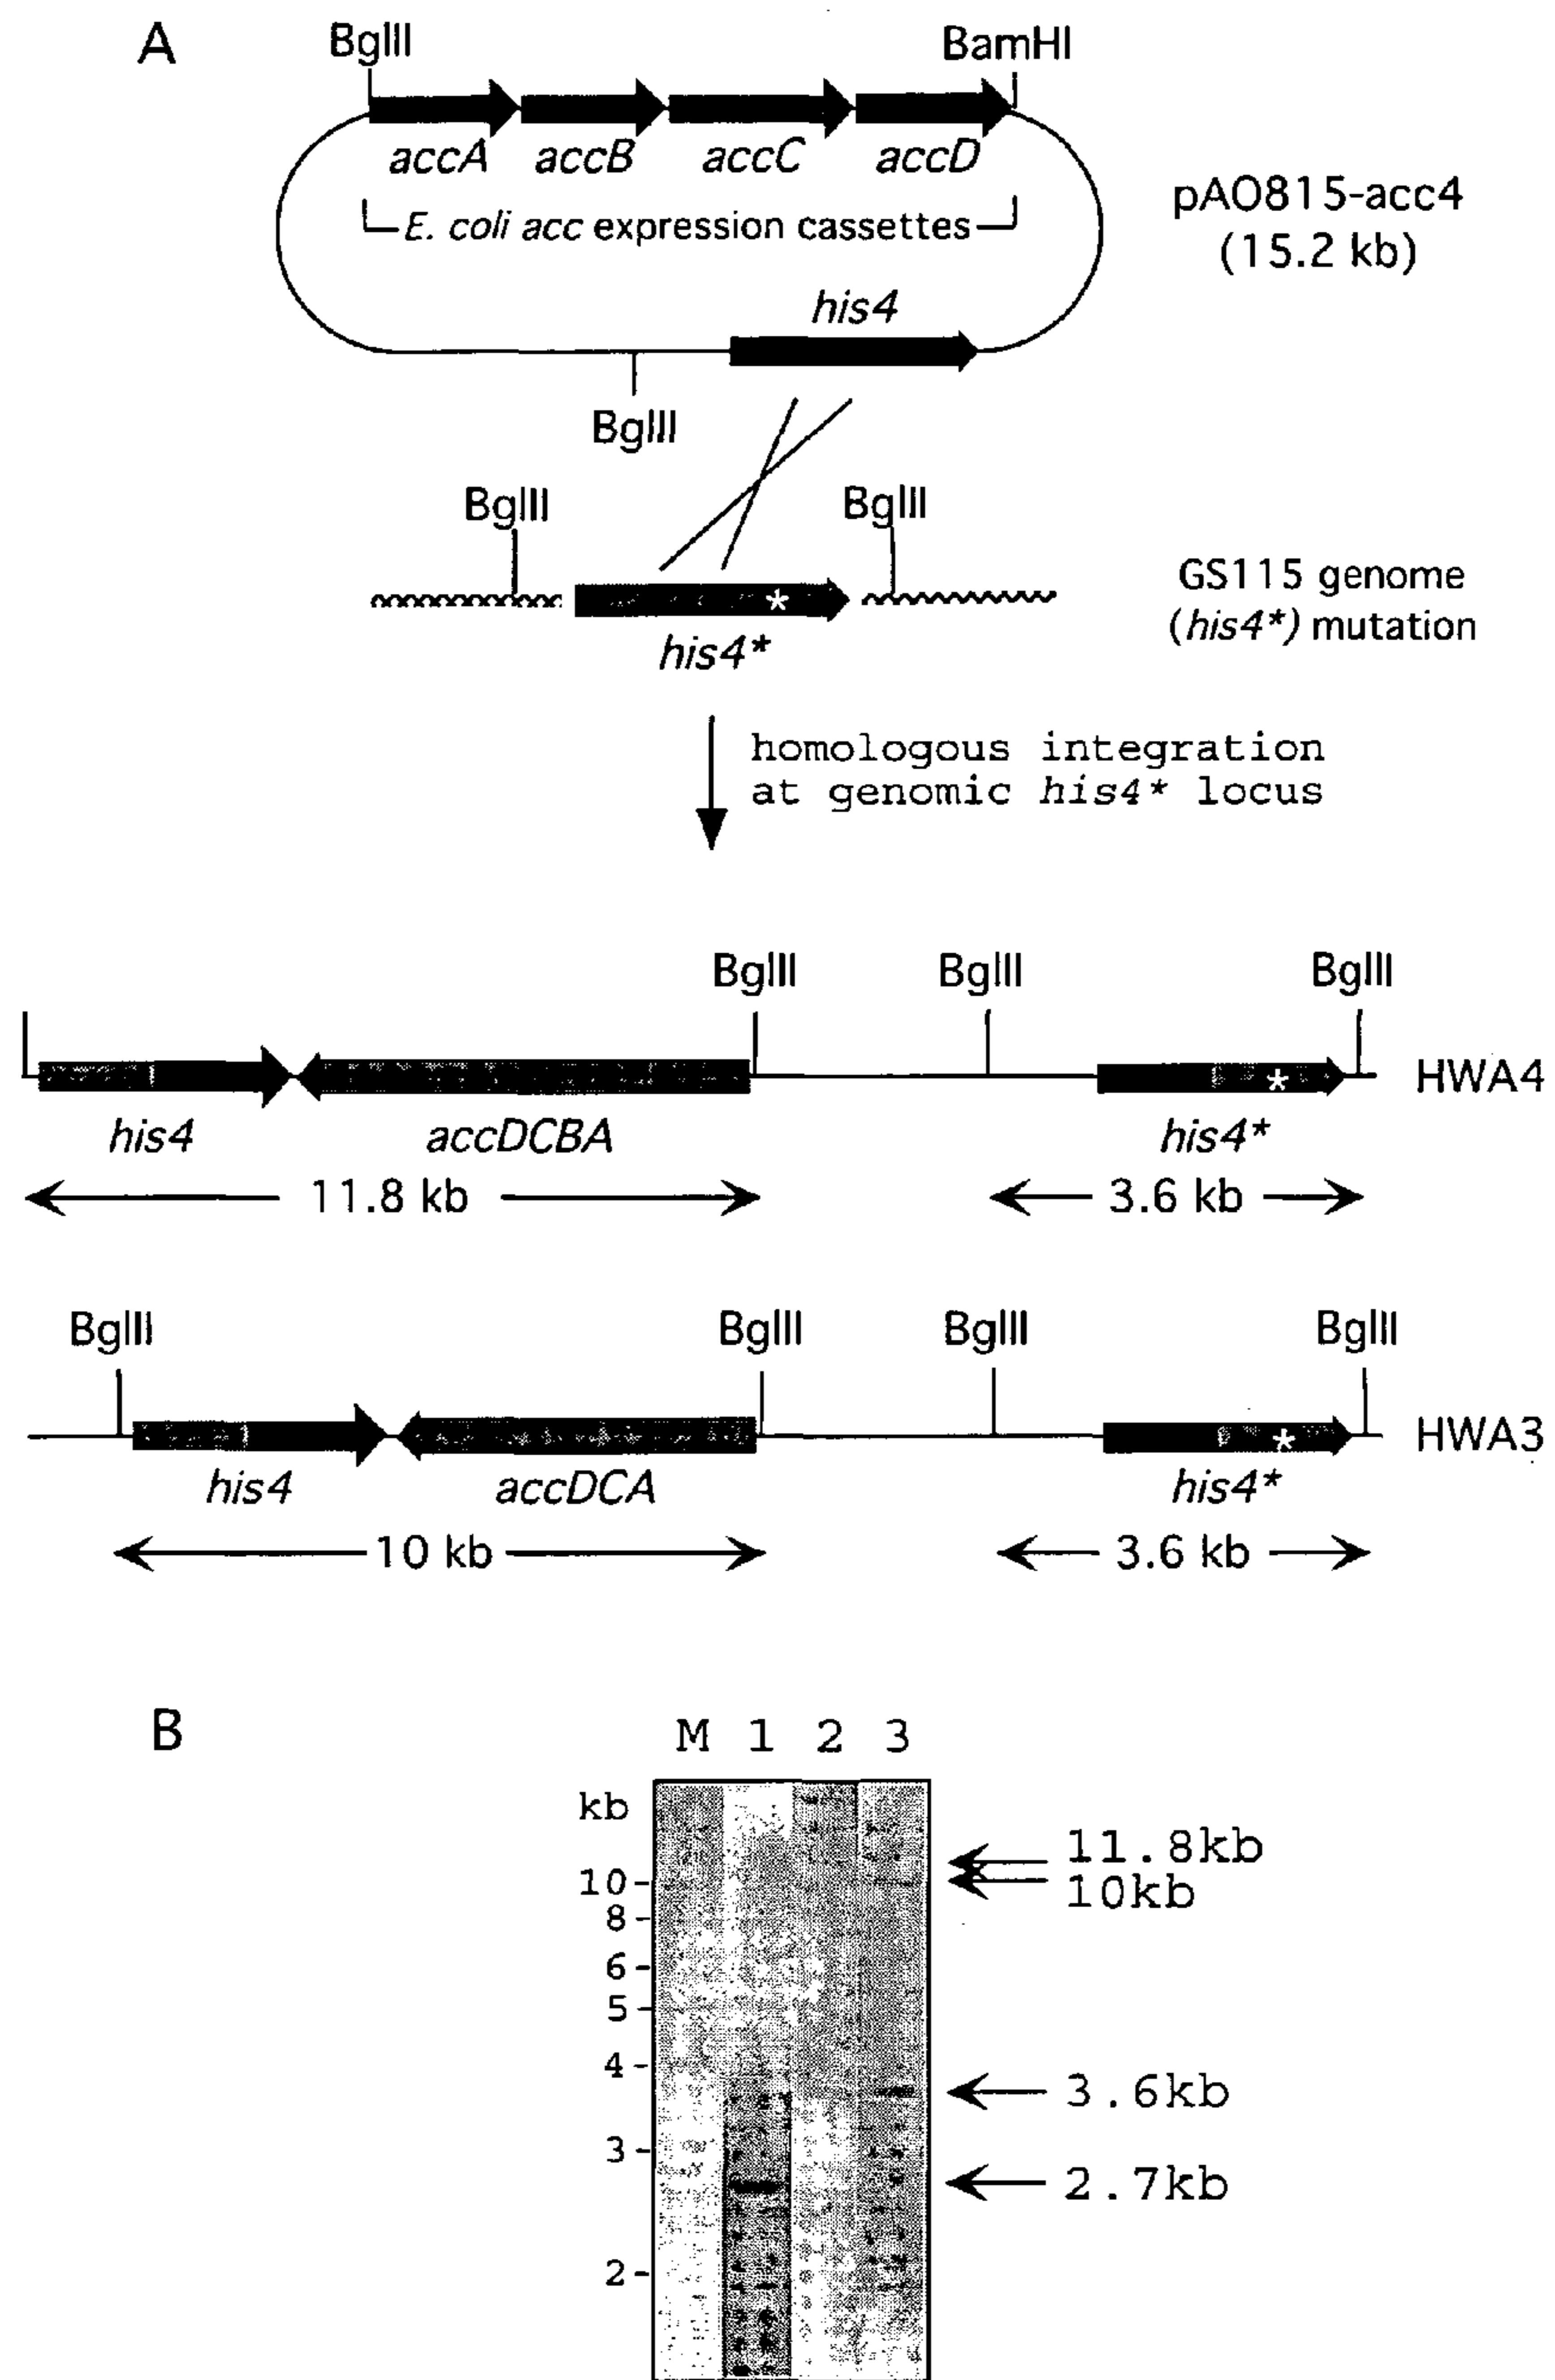 A
BglII BamHI
accA accB accC accD
E. coli acc expression cassettes
pAO815-acc4
(15.2 kb)
his4
BglII
BglII BglII
*
his4*
GS115 genome
(his4*) mutation
homologous integration
at genomic his4* locus
BglII BglII BglII
* HWA4
his4 accDCBA his4*
11.8 kb 3.6 kb
BglII BglII BglII BglII
* HWA3
his4 accDCA his4*
10 kb 3.6 kb
B
M 1 2 3
kb
11.8kb
10- 10kb
8-
6-
5-
4-
3.6kb
3-
2.7kb
2-